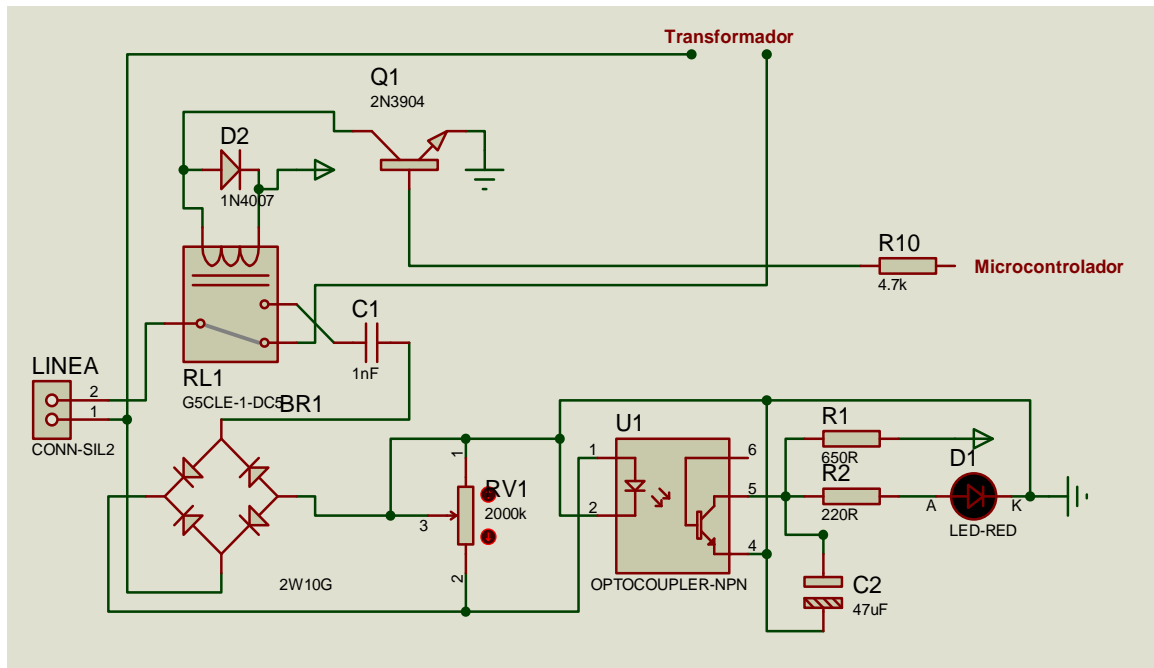 Transformador
Q1
2N3904
D2
1N4007
R10
4.7k
Microcontrolador
C1
1nF
LINEA
2
1
CONN-SIL2
RL1
G5CLE-1-DC5
BR1
2W10G
1
RV1
3
2000k
2
U1
1
2
6
5
4
OPTOCOUPLER-NPN
R1
650R
R2
220R
D1
A
K
LED-RED
C2
47uF